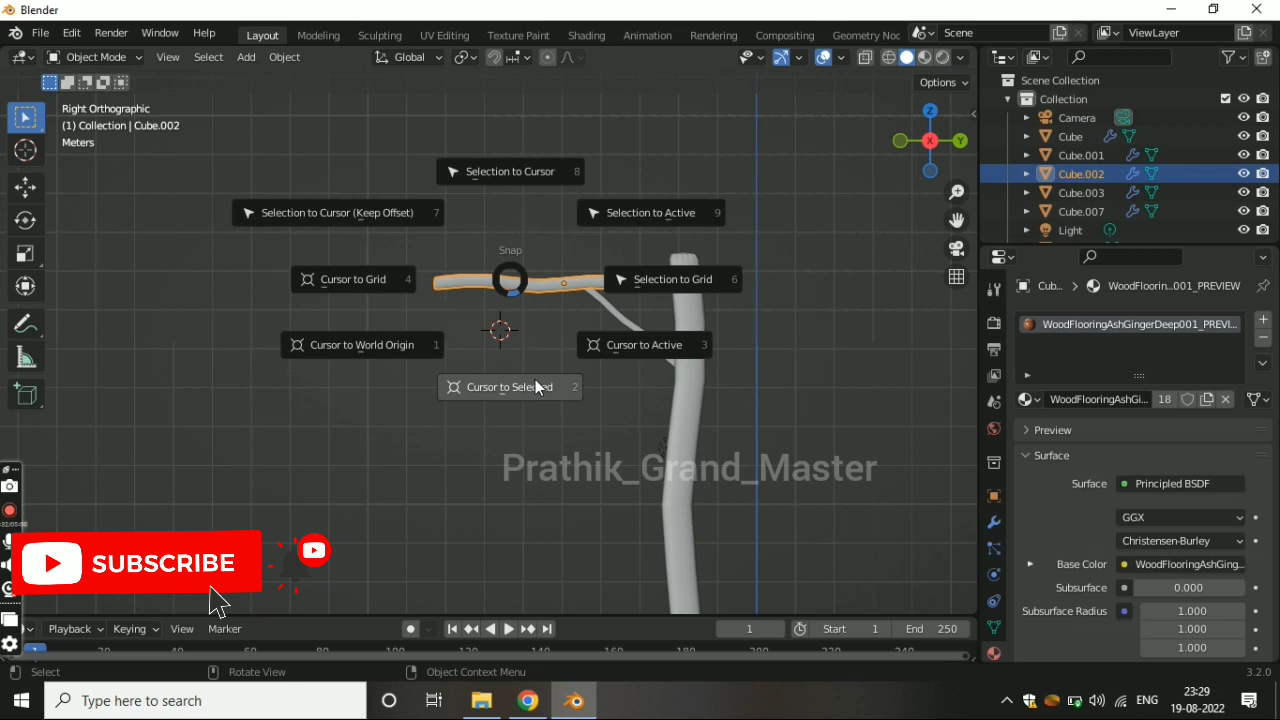 Blender
File Edit Render Window Help
Layout Modeling Sculpting UV Editing Texture Paint Shading Animation Rendering Compositing Geometry Noc
Scene
ViewLayer
Object Mode View Select Add Object
Global
Options
Right Orthographic
(1) Collection | Cube.002
Meters
Z
Y
X
Selection to Cursor 8
Selection to Cursor (Keep Offset) 7
Selection to Active 9
Snap
Cursor to Grid 4
Selection to Grid 6
Cursor to World Origin 1
Cursor to Active 3
Cursor to Selected 2
Prathik_Grand_Master
SUBSCRIBE
Scene Collection
Collection
Camera
Cube
Cube.001
Cube.002
Cube.003
Cube.007
Light
Cub... WoodFloorin...001_PREVIEW
WoodFlooringAshGingerDeep001_PREVI...
WoodFlooringAshGi... 18
Preview
Surface
Surface Principled BSDF
GGX
Christensen-Burley
Base Color WoodFlooringAshGing...
Subsurface 0.000
Subsurface Radius 1.000
1.000
1.000
Playback Keying View Marker
1
Start 1
End 250
1
Select
Rotate View
Object Context Menu
3.2.0
Type here to search
ENG
23:29
19-08-2022